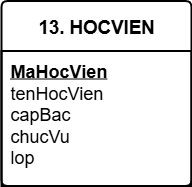 13. HOCVIEN
MaHocVien
tenHocVien
capBac
chucVu
lop